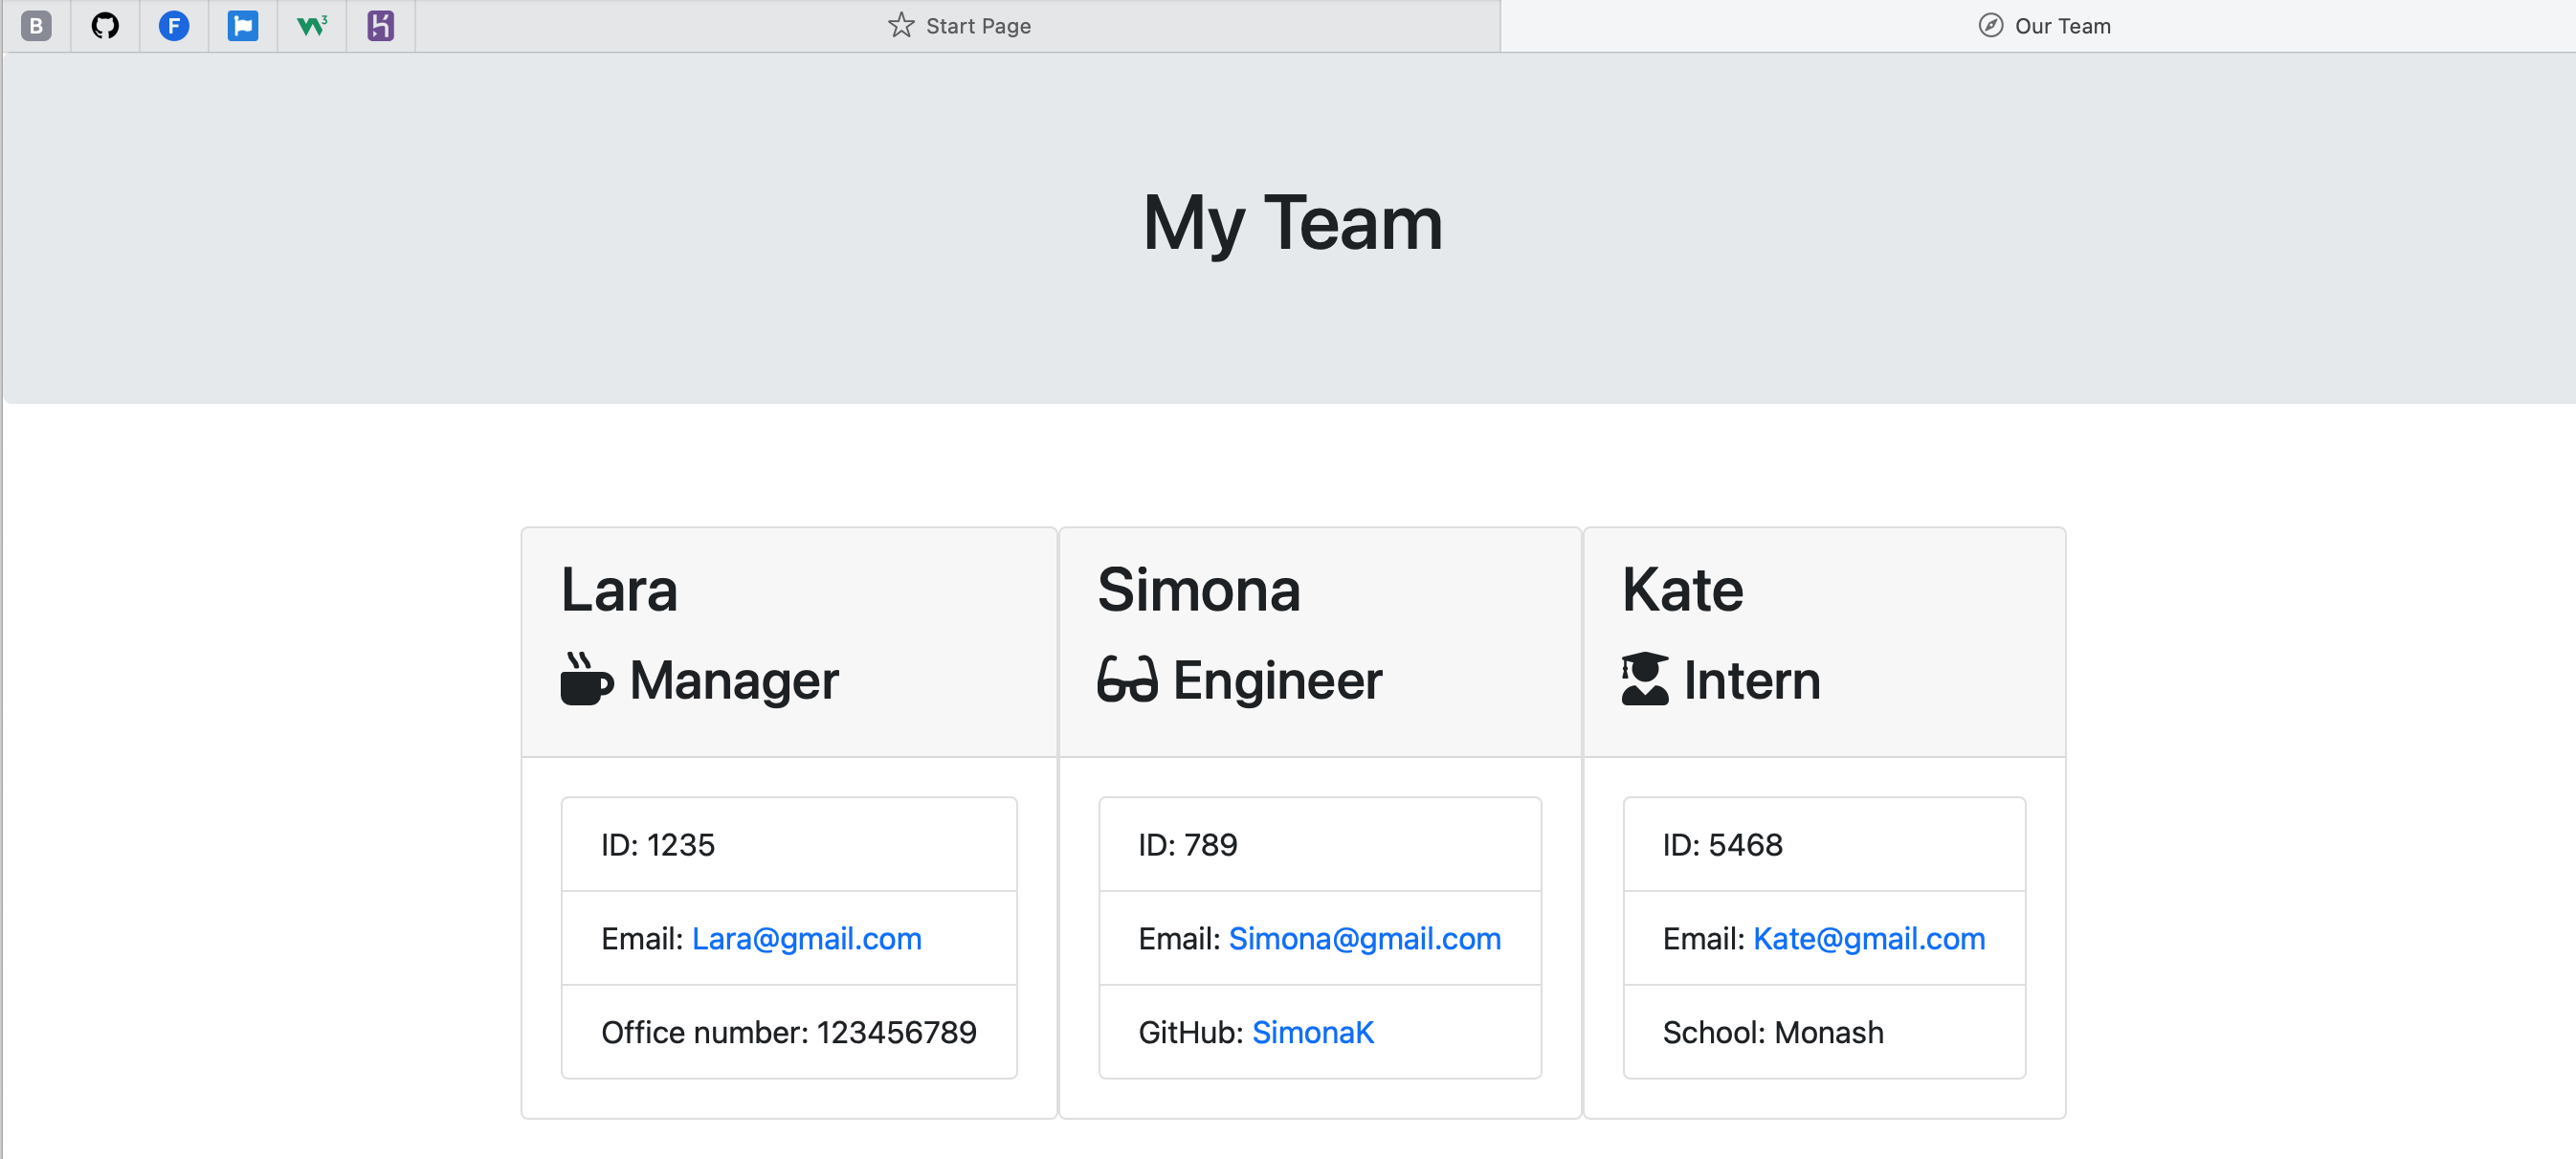 B F W3 Start Page Our Team
My Team
Lara
Manager
ID: 1235
Email: Lara@gmail.com
Office number: 123456789
Simona
Engineer
ID: 789
Email: Simona@gmail.com
GitHub: SimonaK
Kate
Intern
ID: 5468
Email: Kate@gmail.com
School: Monash